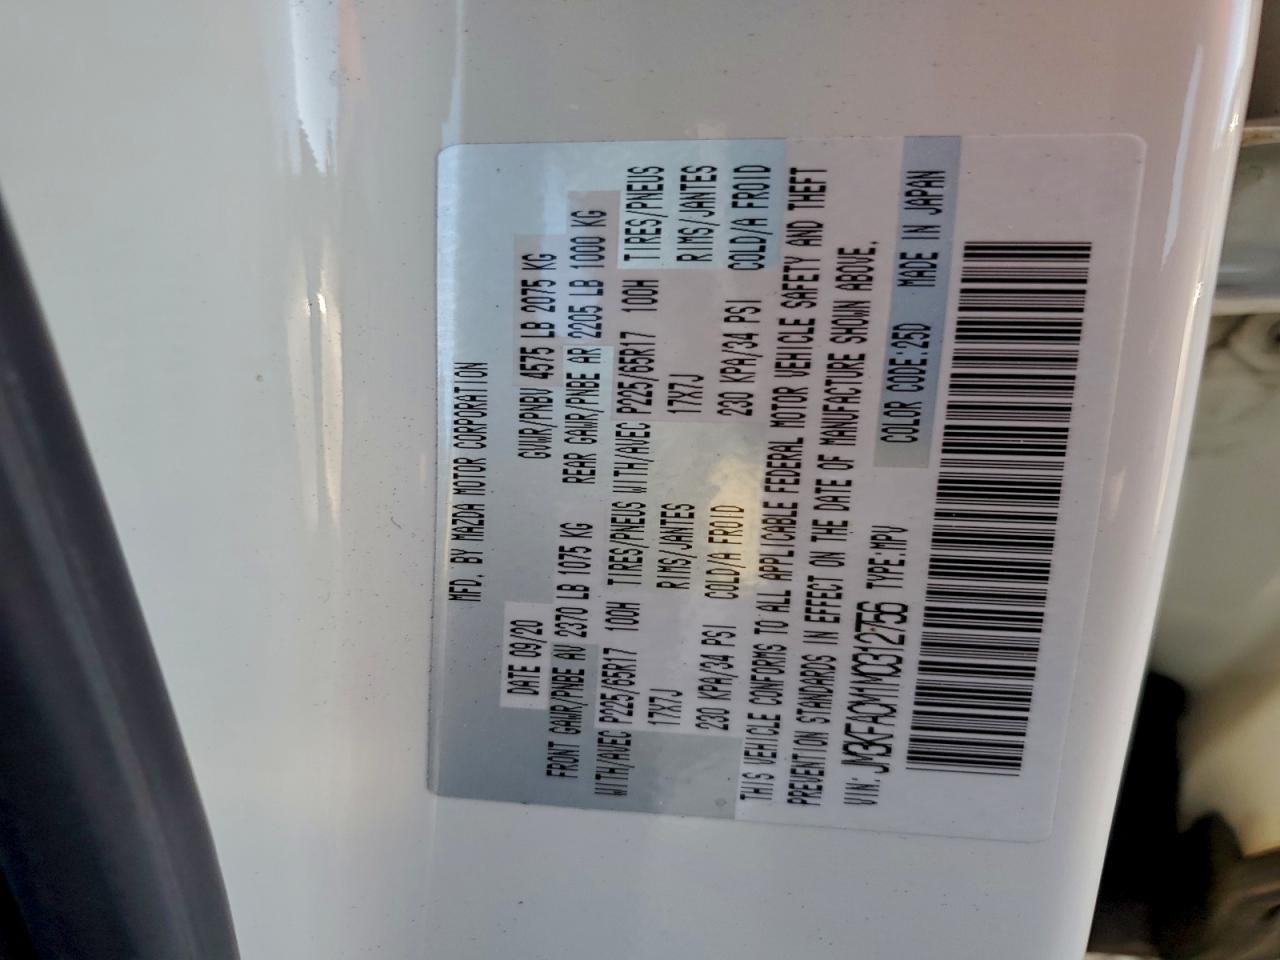 MFD. BY MAZDA MOTOR CORPORATION
DATE 09/20 GVWR/PNBV 4575 LB 2075 KG
FRONT GAWR/PNBE AV 2370 LB 1075 KG REAR GAWR/PNBE AR 2205 LB 1000 KG
WITH/AVEC P225/65R17 100H TIRES/PNEUS WITH/AVEC P225/65R17 100H TIRES/PNEUS
17X7J RIMS/JANTES 17X7J RIMS/JANTES
230 KPA/34 PSI COLD/A FROID 230 KPA/34 PSI COLD/A FROID
THIS VEHICLE CONFORMS TO ALL APPLICABLE FEDERAL MOTOR VEHICLE SAFETY AND THEFT
PREVENTION STANDARDS IN EFFECT ON THE DATE OF MANUFACTURE SHOWN ABOVE.
VIN: JM3KFACM1M0312756 TYPE:MPV COLOR CODE:25D MADE IN JAPAN